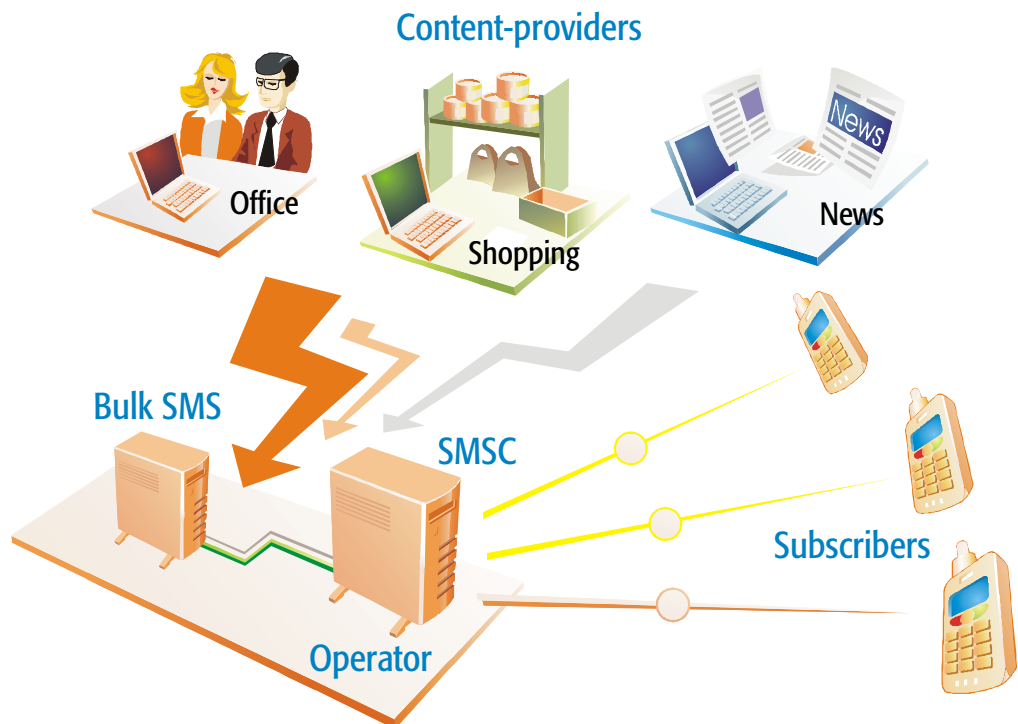 Content-providers
News
Office
News
Shopping
Bulk SMS
SMSC
Subscribers
Operator